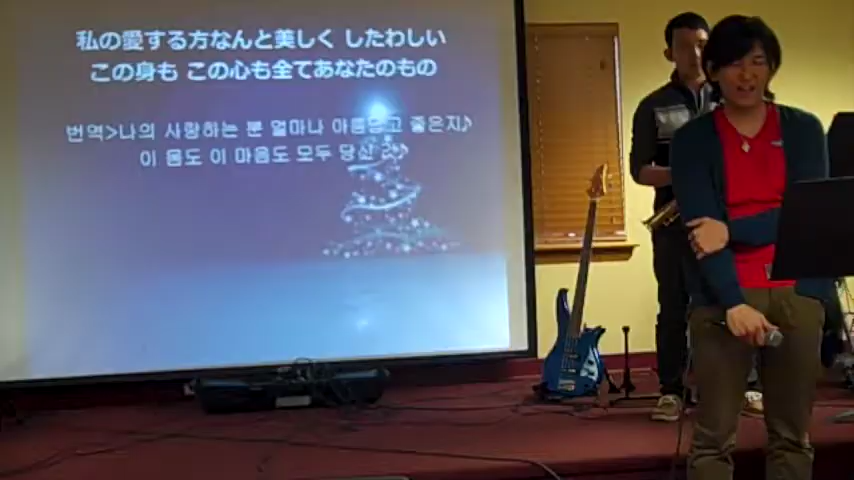 私の愛する方なんと美しく したわしい
この身も この心も全てあなたのもの
번역>나의 사랑하는 분 얼마나 아름답고 좋은지♪
이 몸도 이 마음도 모두 당신 것♪